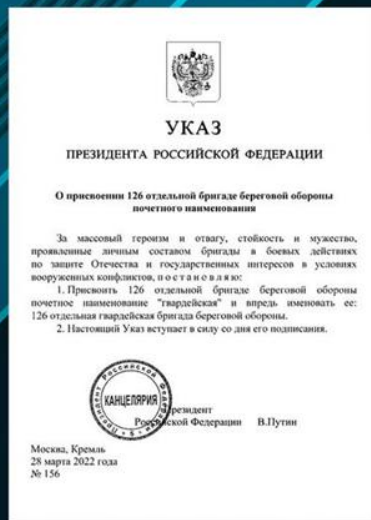 УКАЗ
ПРЕЗИДЕНТА РОССИЙСКОЙ ФЕДЕРАЦИИ
О присвоении 126 отдельной бригаде береговой обороны
почетного наименования
За массовый героизм и отвагу, стойкость и мужество,
проявленные личным составом бригады в боевых действиях
по защите Отечества и государственных интересов в условиях
вооруженных конфликтов, п о с т а н о в л я ю:
1. Присвоить 126 отдельной бригаде береговой обороны
почетное наименование "гвардейская" и впредь именовать ее:
126 отдельная гвардейская бригада береговой обороны.
2. Настоящий Указ вступает в силу со дня его подписания.
Президент
Российской Федерации В.Путин
КАНЦЕЛЯРИЯ
Москва, Кремль
28 марта 2022 года
№ 156